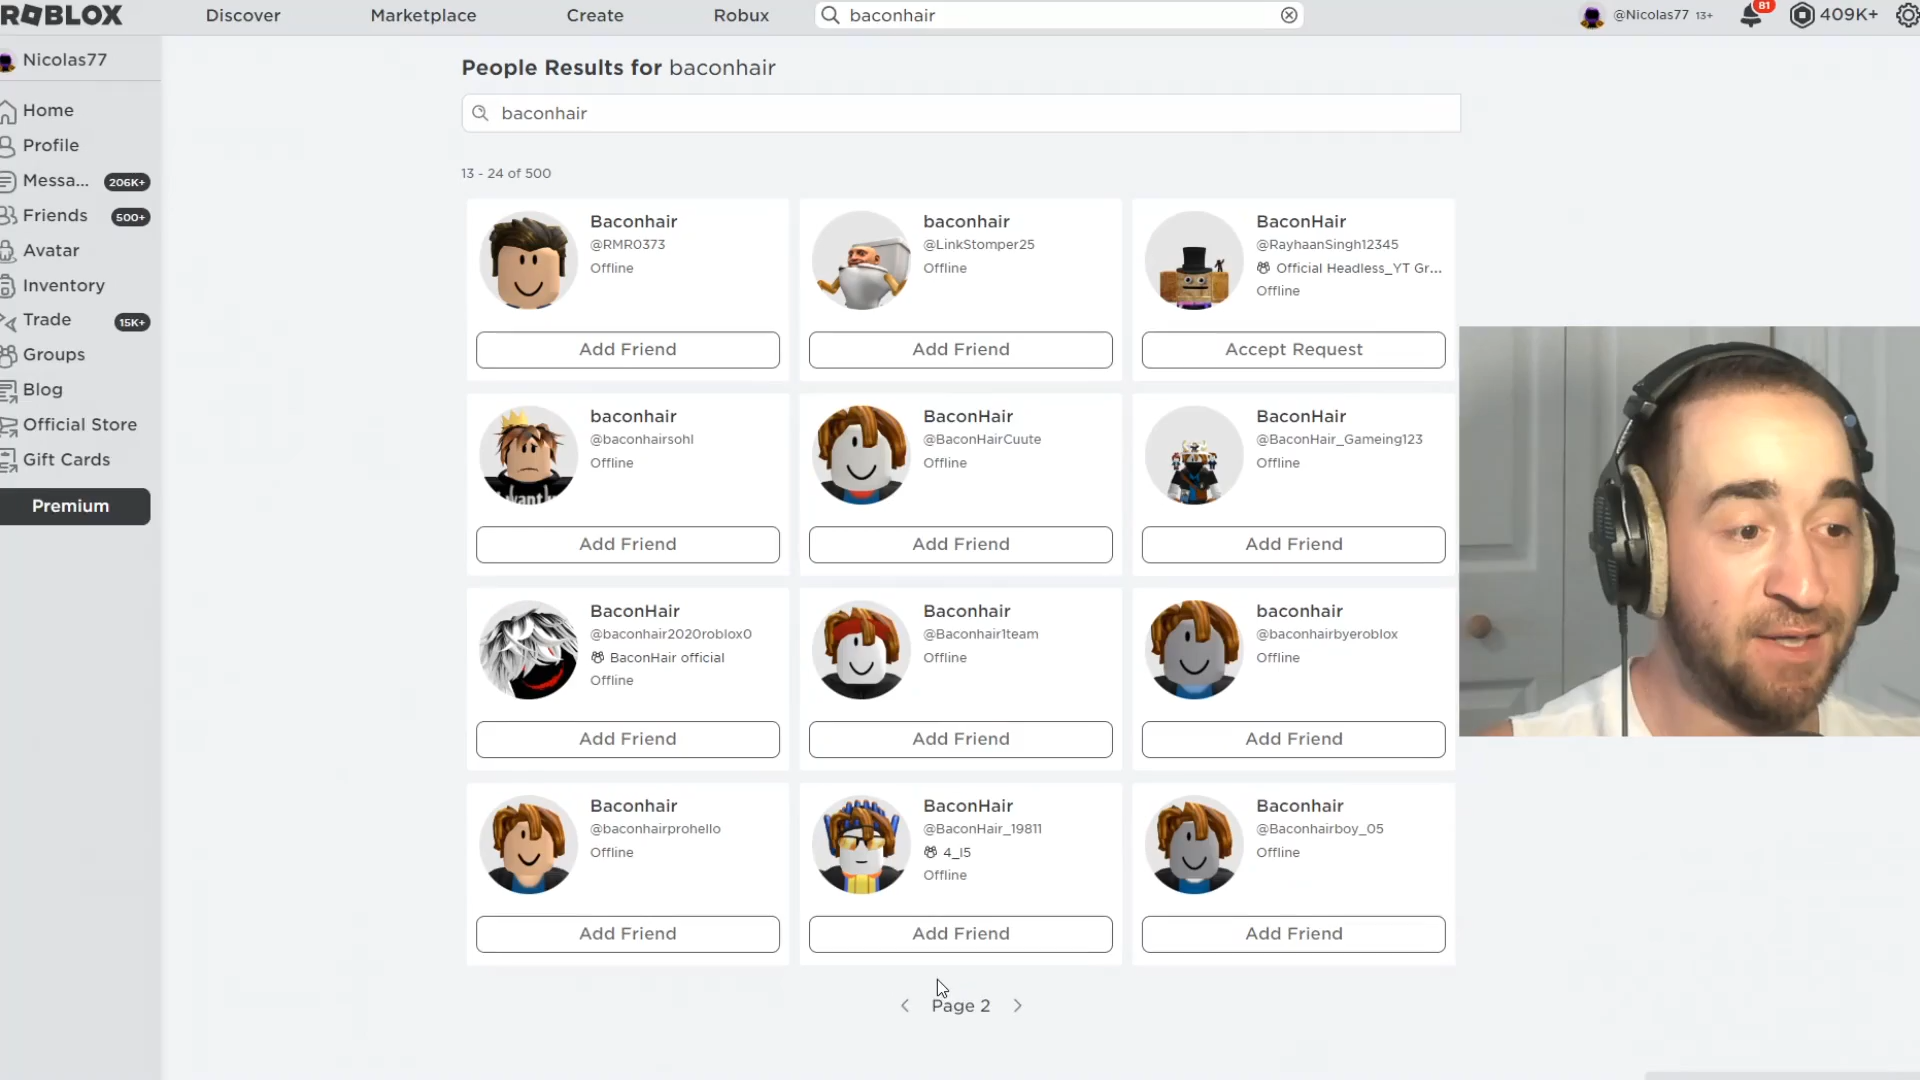 ROBLOX
Discover
Marketplace
Create
Robux
baconhair
@Nicolas77 13+
81
409K+
Nicolas77
Home
Profile
Messa... 206K+
Friends 500+
Avatar
Inventory
Trade 15K+
Groups
Blog
Official Store
Gift Cards
Premium
People Results for baconhair
baconhair
13 - 24 of 500
Baconhair
@RMR0373
Offline
Add Friend
baconhair
@LinkStomper25
Offline
Add Friend
BaconHair
@RayhaanSingh12345
Official Headless_YT Gr...
Offline
Accept Request
baconhair
@baconhairsohl
Offline
Add Friend
BaconHair
@BaconHairCuute
Offline
Add Friend
BaconHair
@BaconHair_Gameing123
Offline
Add Friend
BaconHair
@baconhair2020roblox0
BaconHair official
Offline
Add Friend
Baconhair
@Baconhair1team
Offline
Add Friend
baconhair
@baconhairbyeroblox
Offline
Add Friend
Baconhair
@baconhairprohello
Offline
Add Friend
BaconHair
@BaconHair_19811
4_l5
Offline
Add Friend
Baconhair
@Baconhairboy_05
Offline
Add Friend
Page 2